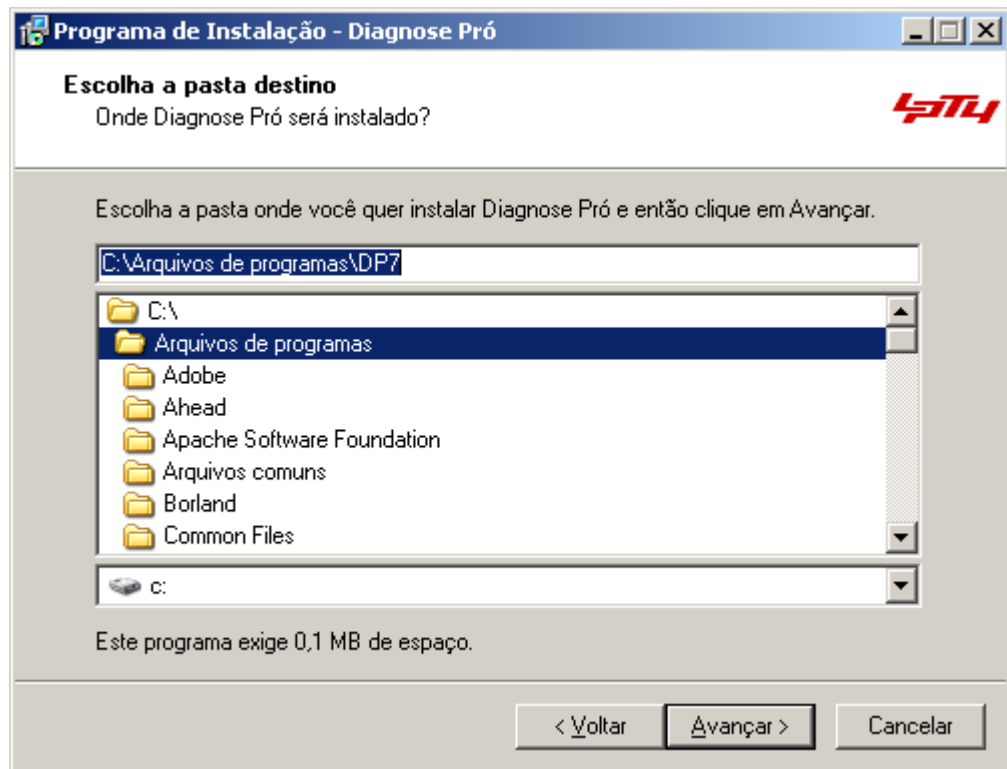 Programa de Instalação - Diagnose Pró
Escolha a pasta destino
Onde Diagnose Pró será instalado?
Escolha a pasta onde você quer instalar Diagnose Pró e então clique em Avançar.
C:\Arquivos de programas\DP7
C:\
Arquivos de programas
Adobe
Ahead
Apache Software Foundation
Arquivos comuns
Borland
Common Files
c:
Este programa exige 0,1 MB de espaço.
< Voltar
Avançar >
Cancelar